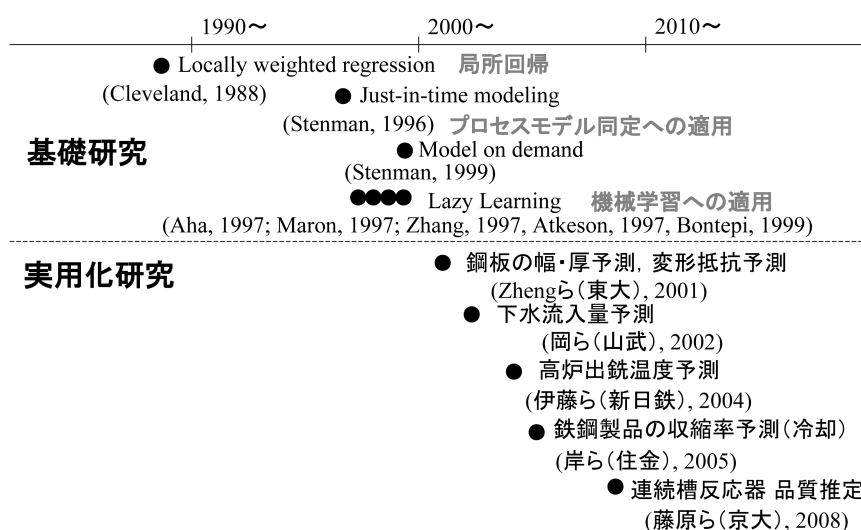 1990～ 2000～ 2010～
Locally weighted regression 局所回帰
(Cleveland, 1988)
Just-in-time modeling
(Stenman, 1996) プロセスモデル同定への適用
基礎研究
Model on demand
(Stenman, 1999)
Lazy Learning 機械学習への適用
(Aha, 1997; Maron, 1997; Zhang, 1997, Atkeson, 1997, Bontepi, 1999)
実用化研究
鋼板の幅・厚予測, 変形抵抗予測
(Zhengら(東大), 2001)
下水流入量予測
(岡ら(山武), 2002)
高炉出銑温度予測
(伊藤ら(新日鉄), 2004)
鉄鋼製品の収縮率予測(冷却)
(岸ら(住金), 2005)
連続槽反応器 品質推定
(藤原ら(京大), 2008)